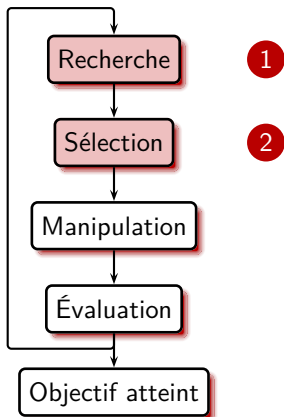 Recherche
1
Sélection
2
Manipulation
Évaluation
Objectif atteint